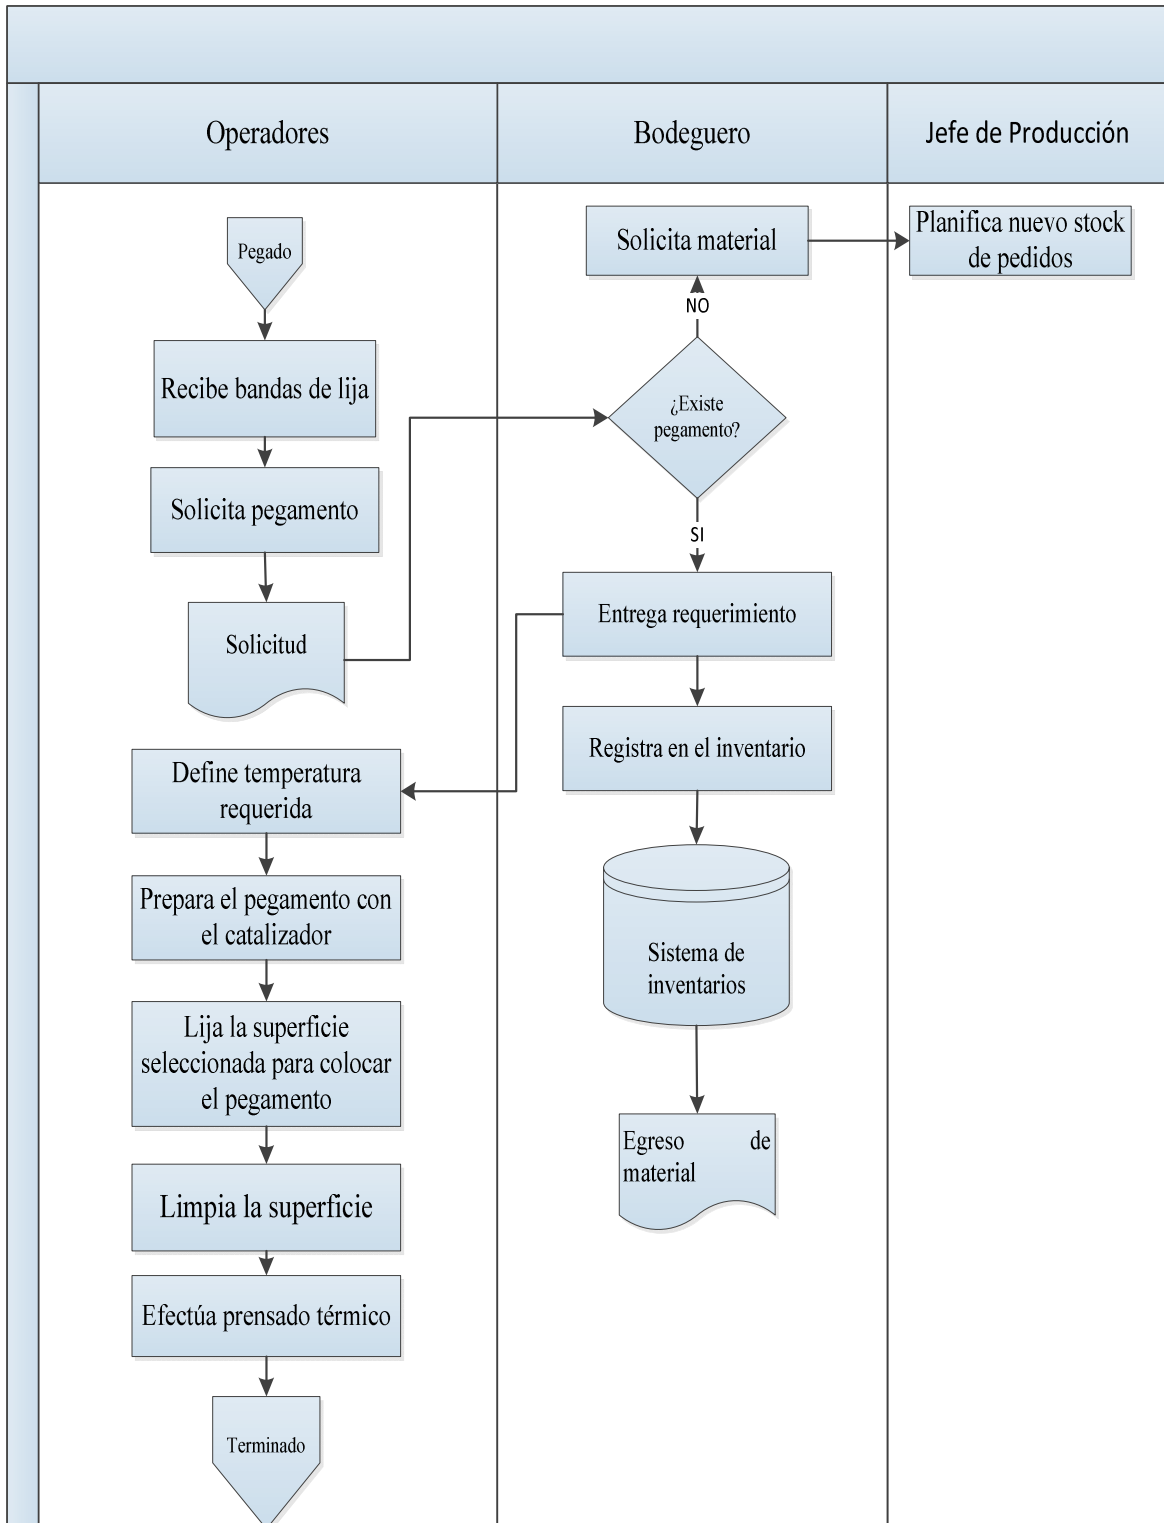 Operadores
Bodeguero
Jefe de Producción
Pegado
Recibe bandas de lija
Solicita pegamento
Solicitud
Define temperatura
requerida
Prepara el pegamento con
el catalizador
Lija la superficie
seleccionada para colocar
el pegamento
Limpia la superficie
Efectúa prensado térmico
Terminado
Solicita material
NO
¿Existe
pegamento?
SI
Entrega requerimiento
Registra en el inventario
Sistema de
inventarios
Egreso de
material
Planifica nuevo stock
de pedidos